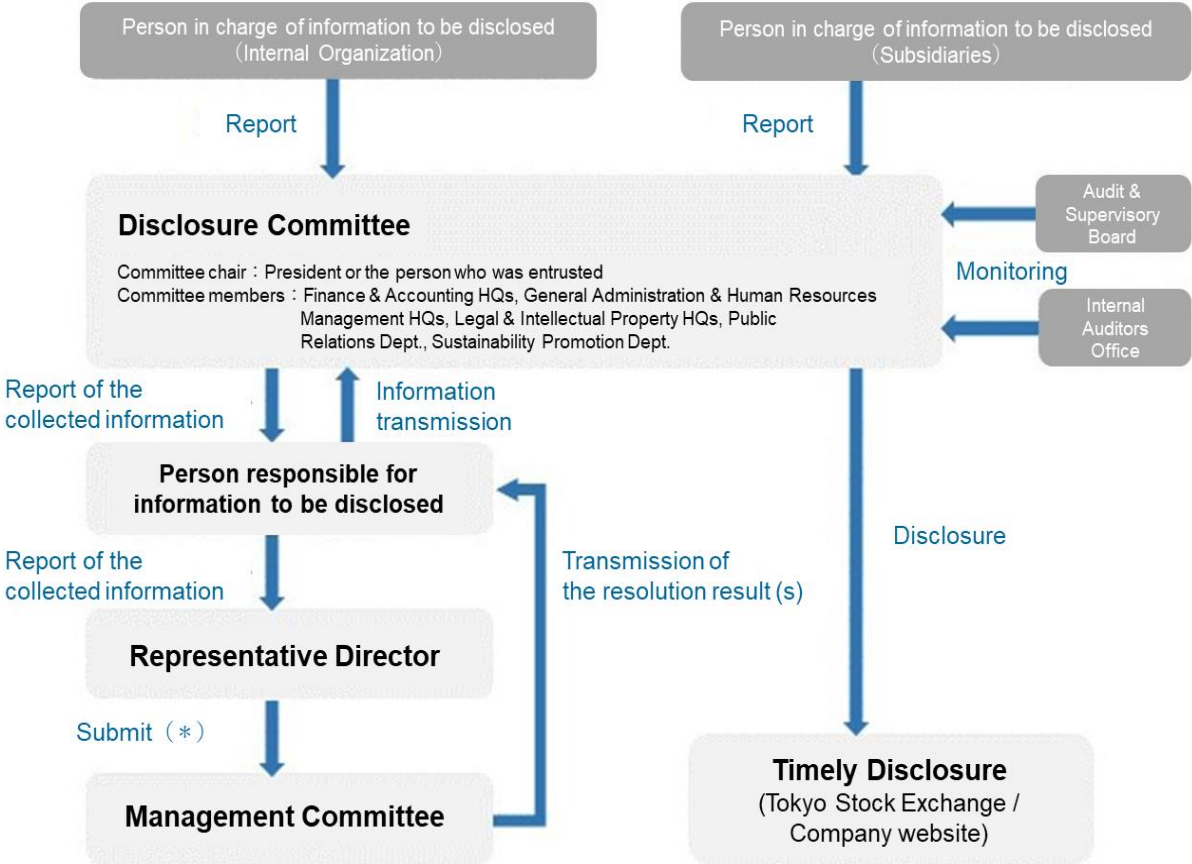 Person in charge of information to be disclosed
（Internal Organization）
Person in charge of information to be disclosed
（Subsidiaries）
Report
Report
Disclosure Committee
Committee chair：President or the person who was entrusted
Committee members：Finance & Accounting HQs, General Administration & Human Resources
Management HQs, Legal & Intellectual Property HQs, Public
Relations Dept., Sustainability Promotion Dept.
Audit &
Supervisory
Board
Monitoring
Internal
Auditors
Office
Report of the
collected information
Information
transmission
Person responsible for
information to be disclosed
Report of the
collected information
Transmission of
the resolution result (s)
Disclosure
Representative Director
Submit（＊）
Management Committee
Timely Disclosure
(Tokyo Stock Exchange /
Company website)